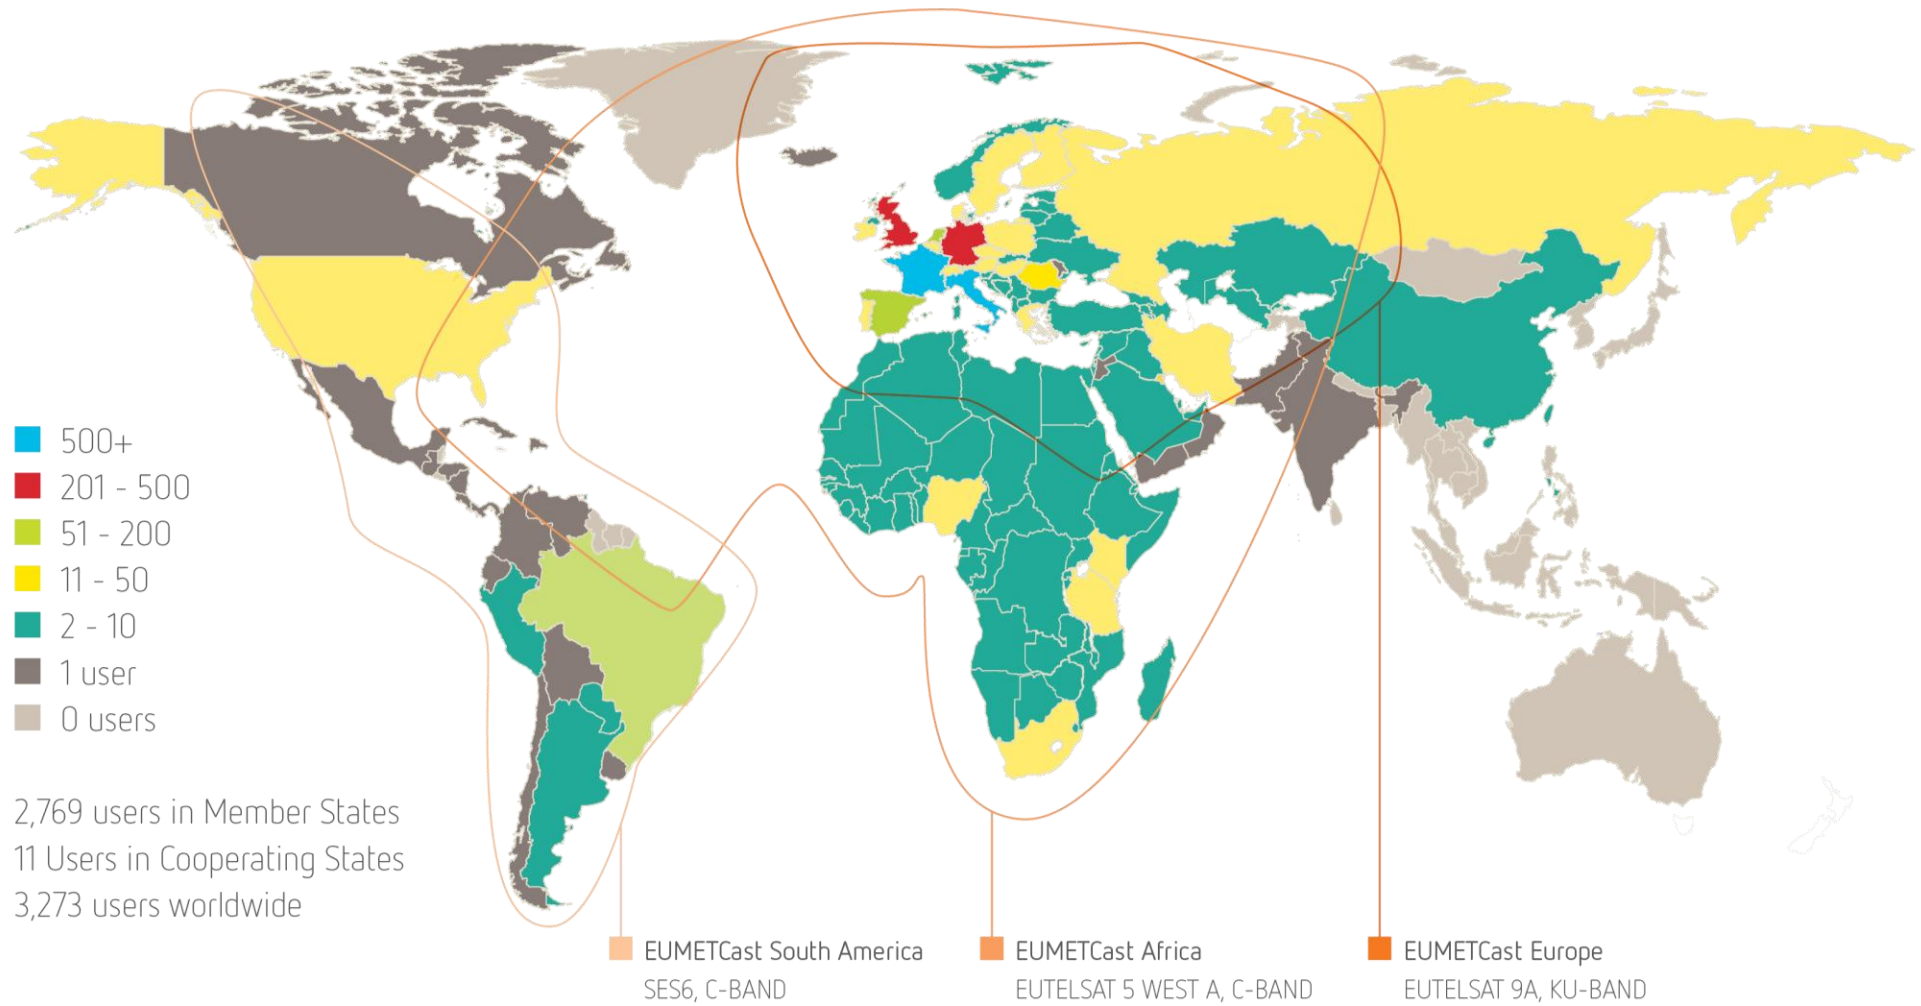 500+
201 - 500
51 - 200
11 - 50
2 - 10
1 user
0 users
2,769 users in Member States
11 Users in Cooperating States
3,273 users worldwide
EUMETCast South America
SES6, C-BAND
EUMETCast Africa
EUTELSAT 5 WEST A, C-BAND
EUMETCast Europe
EUTELSAT 9A, KU-BAND